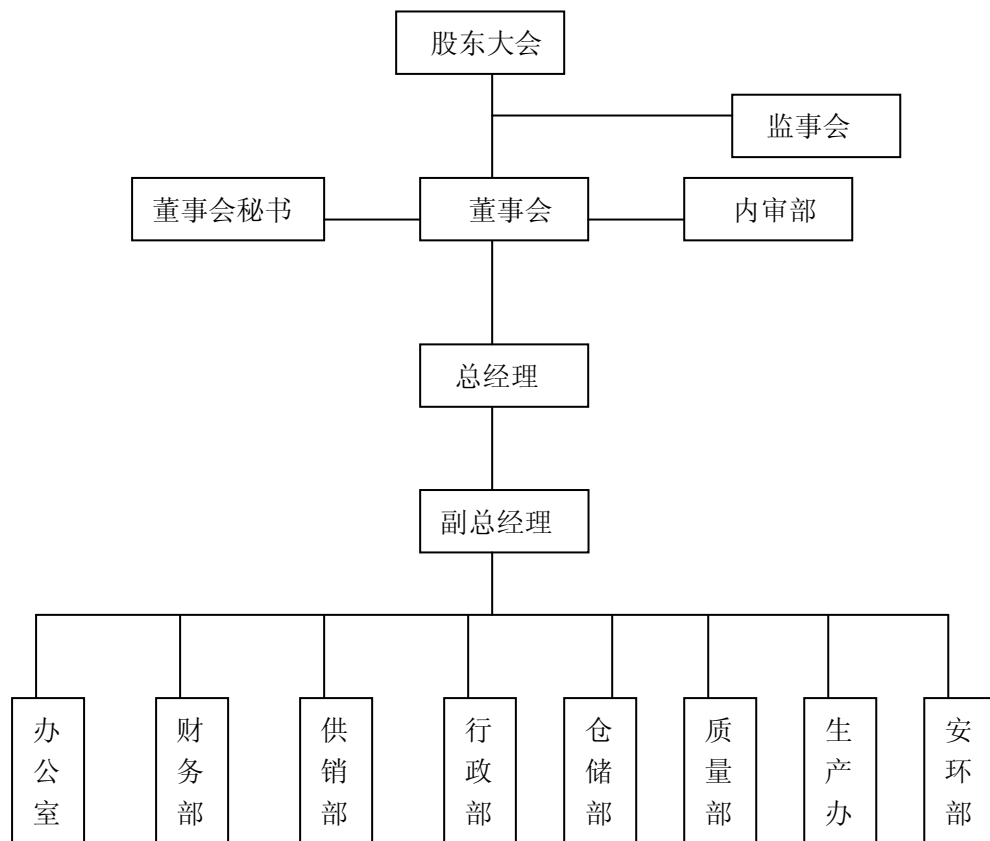 股东大会
监事会
董事会秘书
董事会
内审部
总经理
副总经理
办公室
财务部
供销部
行政部
仓储部
质量部
生产办
安环部